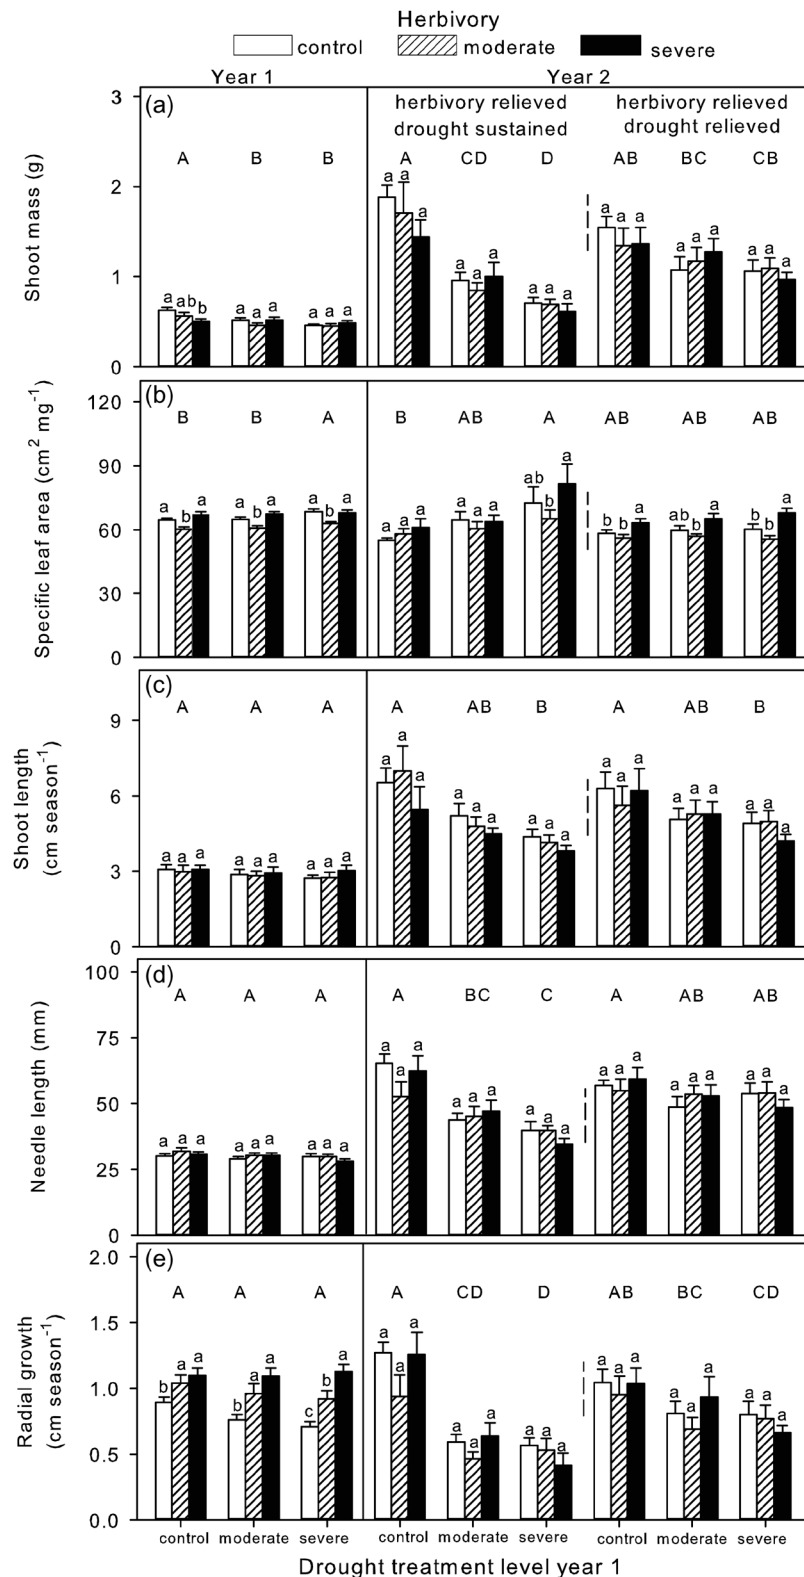 Herbivory
control moderate severe
Year 1 Year 2
(a)
herbivory relieved herbivory relieved
drought sustained drought relieved
3
2
1
0
Shoot mass (g)
A B B A CD D AB BC CB
a ab b a a a a a a a a a a a a a a a a a a a a a a a a
(b)
120
90
60
30
0
Specific leaf area (cm² mg⁻¹)
B B A B AB A AB AB AB
a b a a b a a b a a a a a a a ab b a b b a ab b a b b a
(c)
9
6
3
0
Shoot length
(cm season⁻¹)
A A A A AB B A AB B
a a a a a a a a a a a a a a a a a a a a a a a a a a a
(d)
100
75
50
25
0
Needle length (mm)
A A A A BC C A AB AB
a a a a a a a a a a a a a a a a a a a a a a a a a a a
(e)
2.0
1.5
1.0
0.5
0.0
Radial growth
(cm season⁻¹)
A A A A CD D AB BC CD
b a a b a a c b a a a a a a a a a a a a a a a a a a a
control moderate severe control moderate severe control moderate severe
Drought treatment level year 1